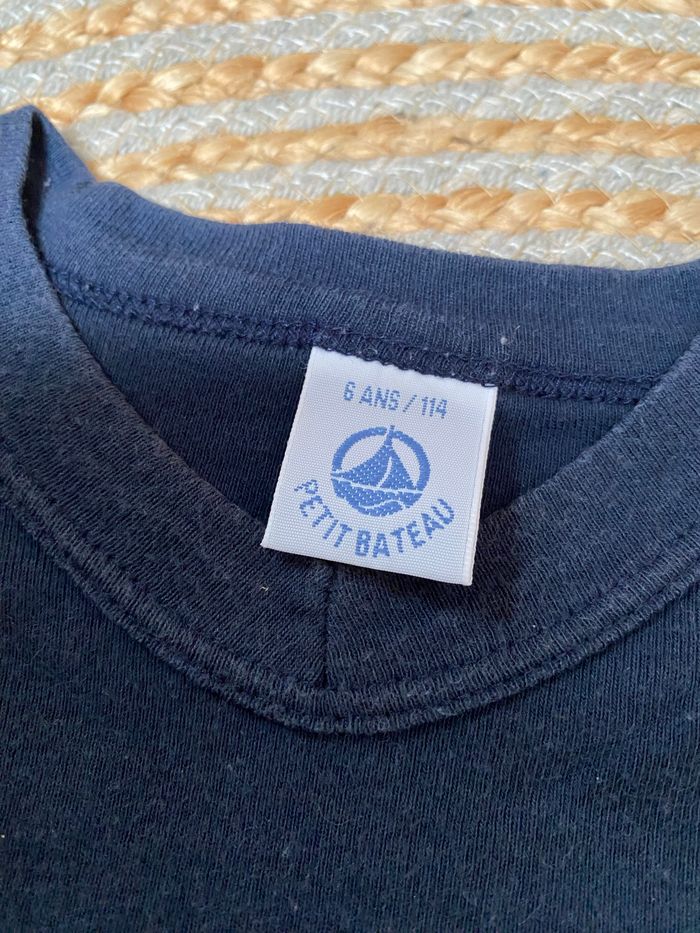 6 ANS / 114
PETIT BATEAU